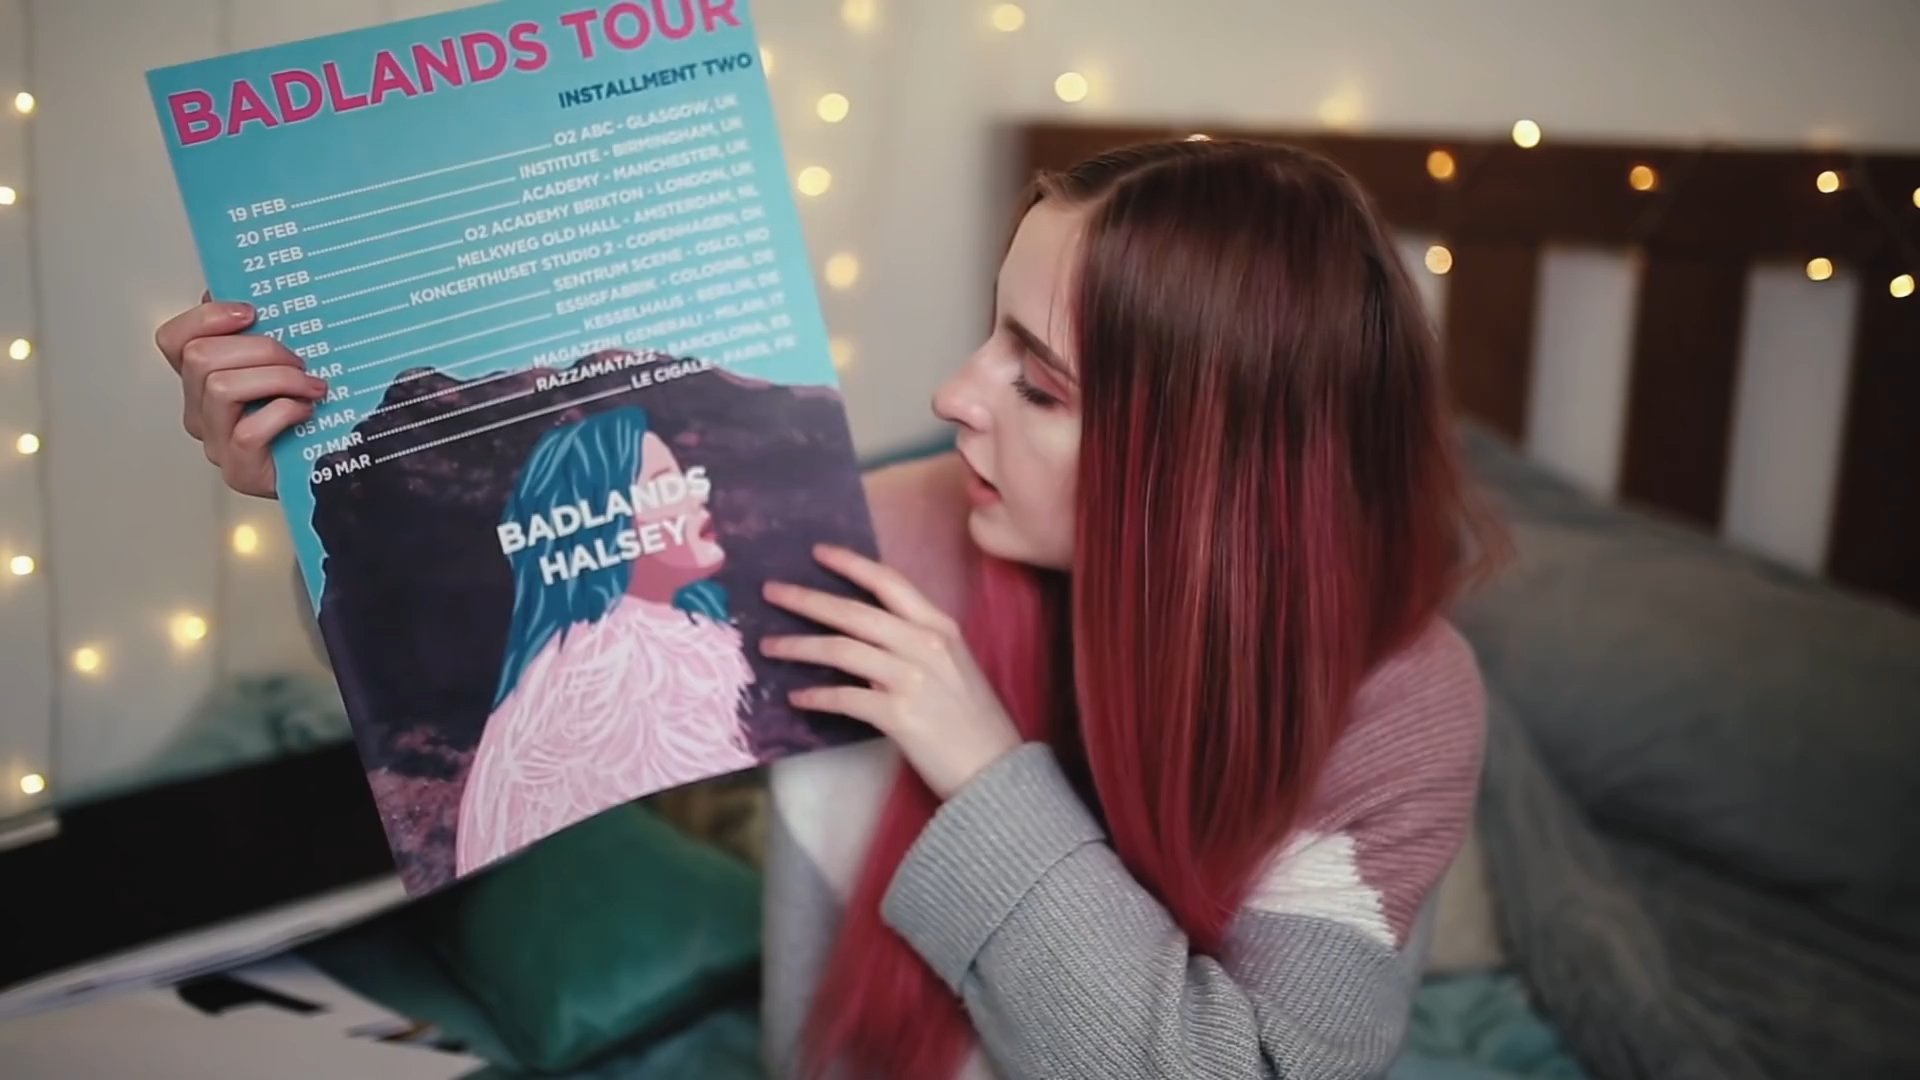 BADLANDS TOUR
INSTALLMENT TWO
19 FEB ........ O2 ABC - GLASGOW, UK
20 FEB ........ INSTITUTE - BIRMINGHAM, UK
22 FEB ........ ACADEMY - MANCHESTER, UK
23 FEB ........ O2 ACADEMY BRIXTON - LONDON, UK
26 FEB ........ MELKWEG OLD HALL - AMSTERDAM, NL
27 FEB ........ KONCERTHUSET STUDIO 2 - COPENHAGEN, DK
FEB ........ SENTRUM SCENE - OSLO, NO
MAR ........ ESSIGFABRIK - COLOGNE, DE
MAR ........ KESSELHAUS - BERLIN, DE
05 MAR ........ MAGAZZINI GENERALI - MILAN, IT
07 MAR ........ RAZZAMATAZZ - BARCELONA, ES
09 MAR ........ LE CIGALE - PARIS, FR
BADLANDS
HALSEY